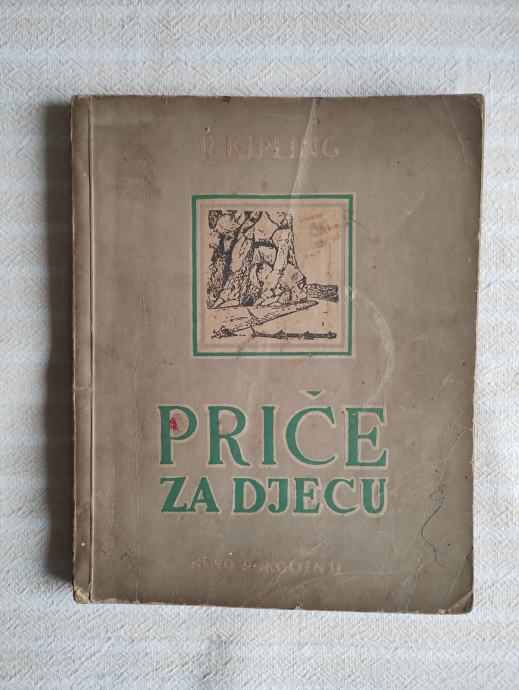 R. KIPLING
PRIČE
ZA DJECU
NOVO POKOLJENJE